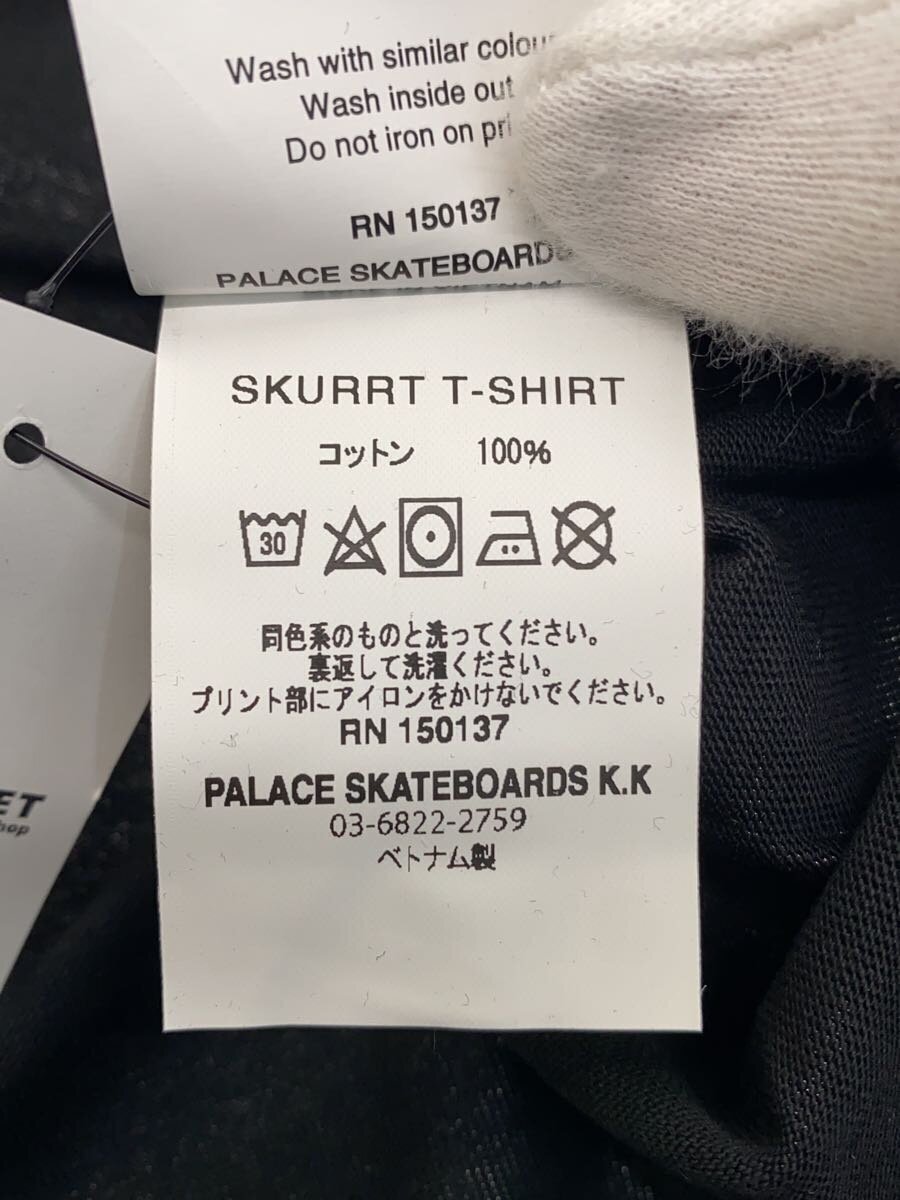 Wash with similar colou
Wash inside out
Do not iron on pri
RN 150137
PALACE SKATEBOARDS
SKURRT T-SHIRT
コットン 100%
30
同色系のものと洗ってください。
裏返して洗濯ください。
プリント部にアイロンをかけないでください。
RN 150137
PALACE SKATEBOARDS K.K
03-6822-2759
ベトナム製
ET
hop